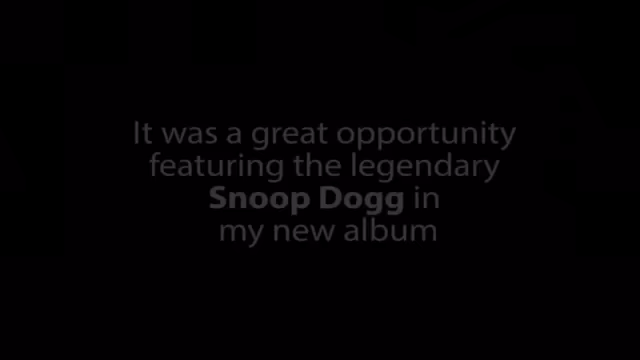 It was a great opportunity
featuring the legendary
Snoop Dogg in
my new album